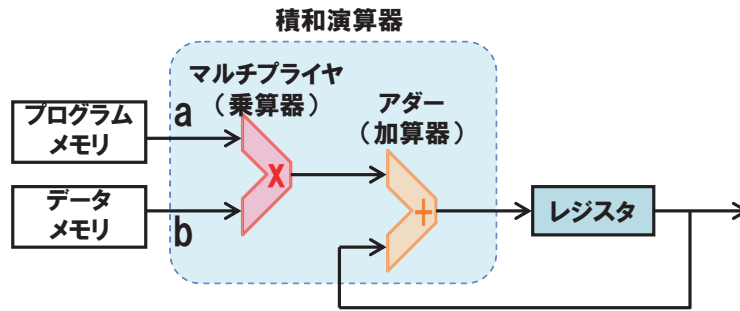 積和演算器
マルチプライヤ
（乗算器）
アダー
（加算器）
プログラム
メモリ
a
X
データ
メモリ
b
+
レジスタ